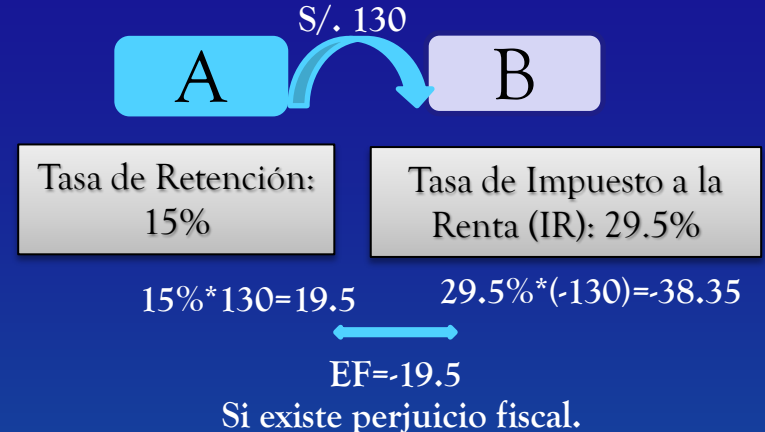 S/. 130
A
B
Tasa de Retención:
15%
Tasa de Impuesto a la
Renta (IR): 29.5%
15%*130=19.5
29.5%*(-130)=-38.35
EF=-19.5
Si existe perjuicio fiscal.